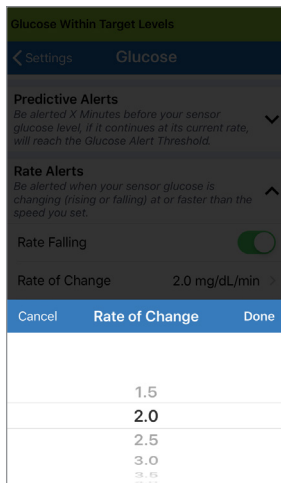 Glucose Within Target Levels
Settings Glucose
Predictive Alerts
Be alerted X Minutes before your sensor
glucose level, if it continues at its current rate,
will reach the Glucose Alert Threshold.
Rate Alerts
Be alerted when your sensor glucose is
changing (rising or falling) at or faster than the
speed you set.
Rate Falling
Rate of Change 2.0 mg/dL/min
Cancel Rate of Change Done
1.5
2.0
2.5
3.0